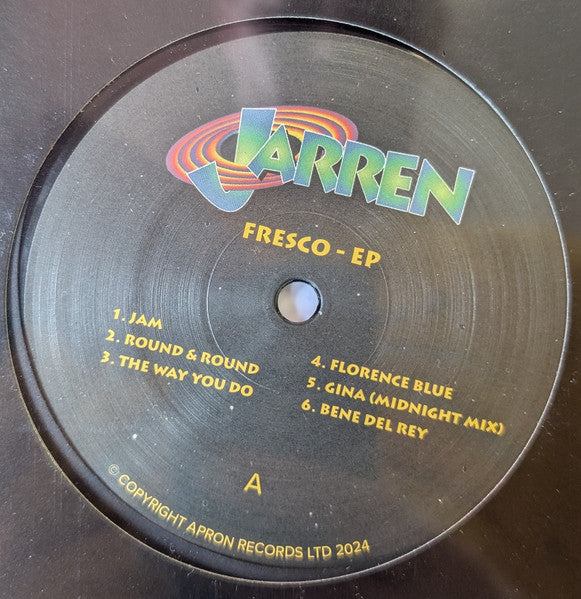 JARREN
FRESCO - EP
1. JAM
2. ROUND & ROUND
3. THE WAY YOU DO
4. FLORENCE BLUE
5. GINA (MIDNIGHT MIX)
6. BENE DEL REY
A
© COPYRIGHT APRON RECORDS LTD 2024